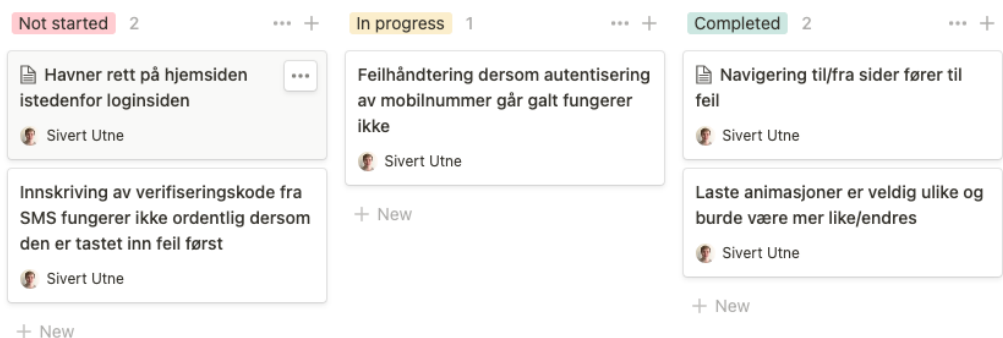 Not started 2
Havner rett på hjemsiden
istedenfor loginsiden
Sivert Utne
Innskriving av verifiseringskode fra
SMS fungerer ikke ordentlig dersom
den er tastet inn feil først
Sivert Utne
+ New
In progress 1
Feilhåndtering dersom autentisering
av mobilnummer går galt fungerer
ikke
Sivert Utne
+ New
Completed 2
Navigering til/fra sider fører til
feil
Sivert Utne
Laste animasjoner er veldig ulike og
burde være mer like/endres
Sivert Utne
+ New